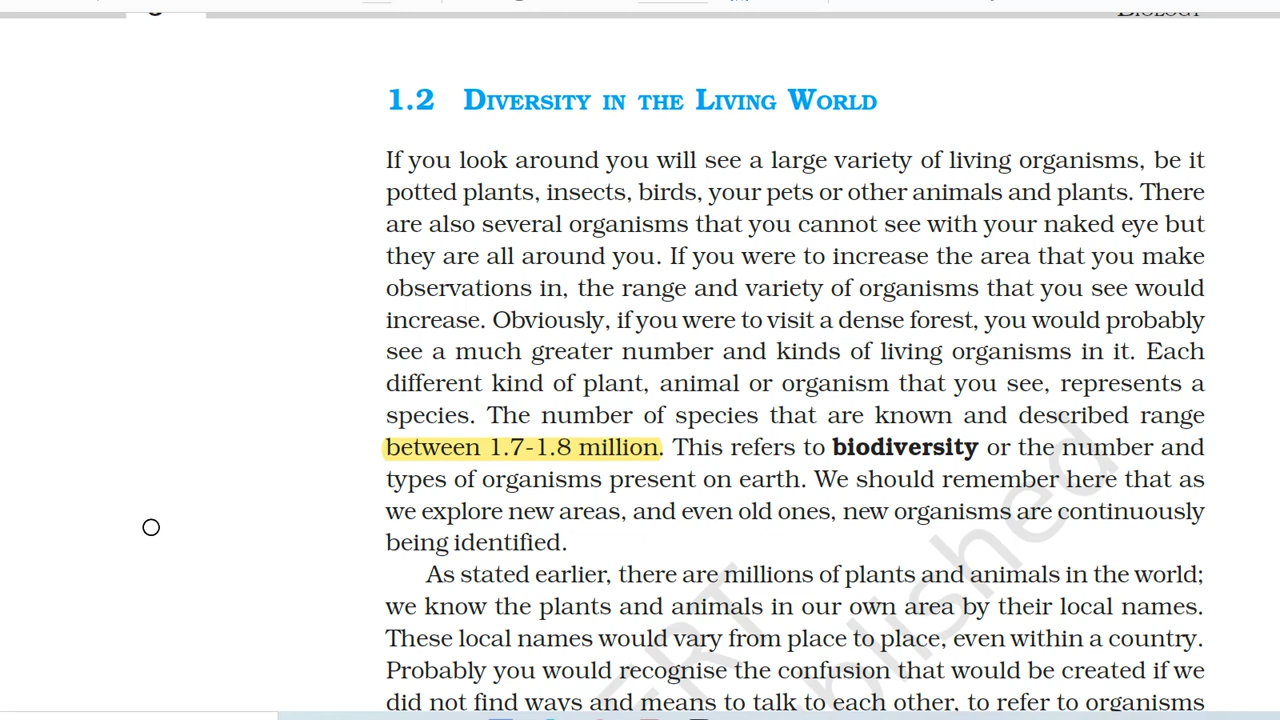 BIOLOGY
1.2 DIVERSITY IN THE LIVING WORLD
If you look around you will see a large variety of living organisms, be it
potted plants, insects, birds, your pets or other animals and plants. There
are also several organisms that you cannot see with your naked eye but
they are all around you. If you were to increase the area that you make
observations in, the range and variety of organisms that you see would
increase. Obviously, if you were to visit a dense forest, you would probably
see a much greater number and kinds of living organisms in it. Each
different kind of plant, animal or organism that you see, represents a
species. The number of species that are known and described range
between 1.7-1.8 million. This refers to biodiversity or the number and
types of organisms present on earth. We should remember here that as
we explore new areas, and even old ones, new organisms are continuously
being identified.
As stated earlier, there are millions of plants and animals in the world;
we know the plants and animals in our own area by their local names.
These local names would vary from place to place, even within a country.
Probably you would recognise the confusion that would be created if we
did not find ways and means to talk to each other, to refer to organisms